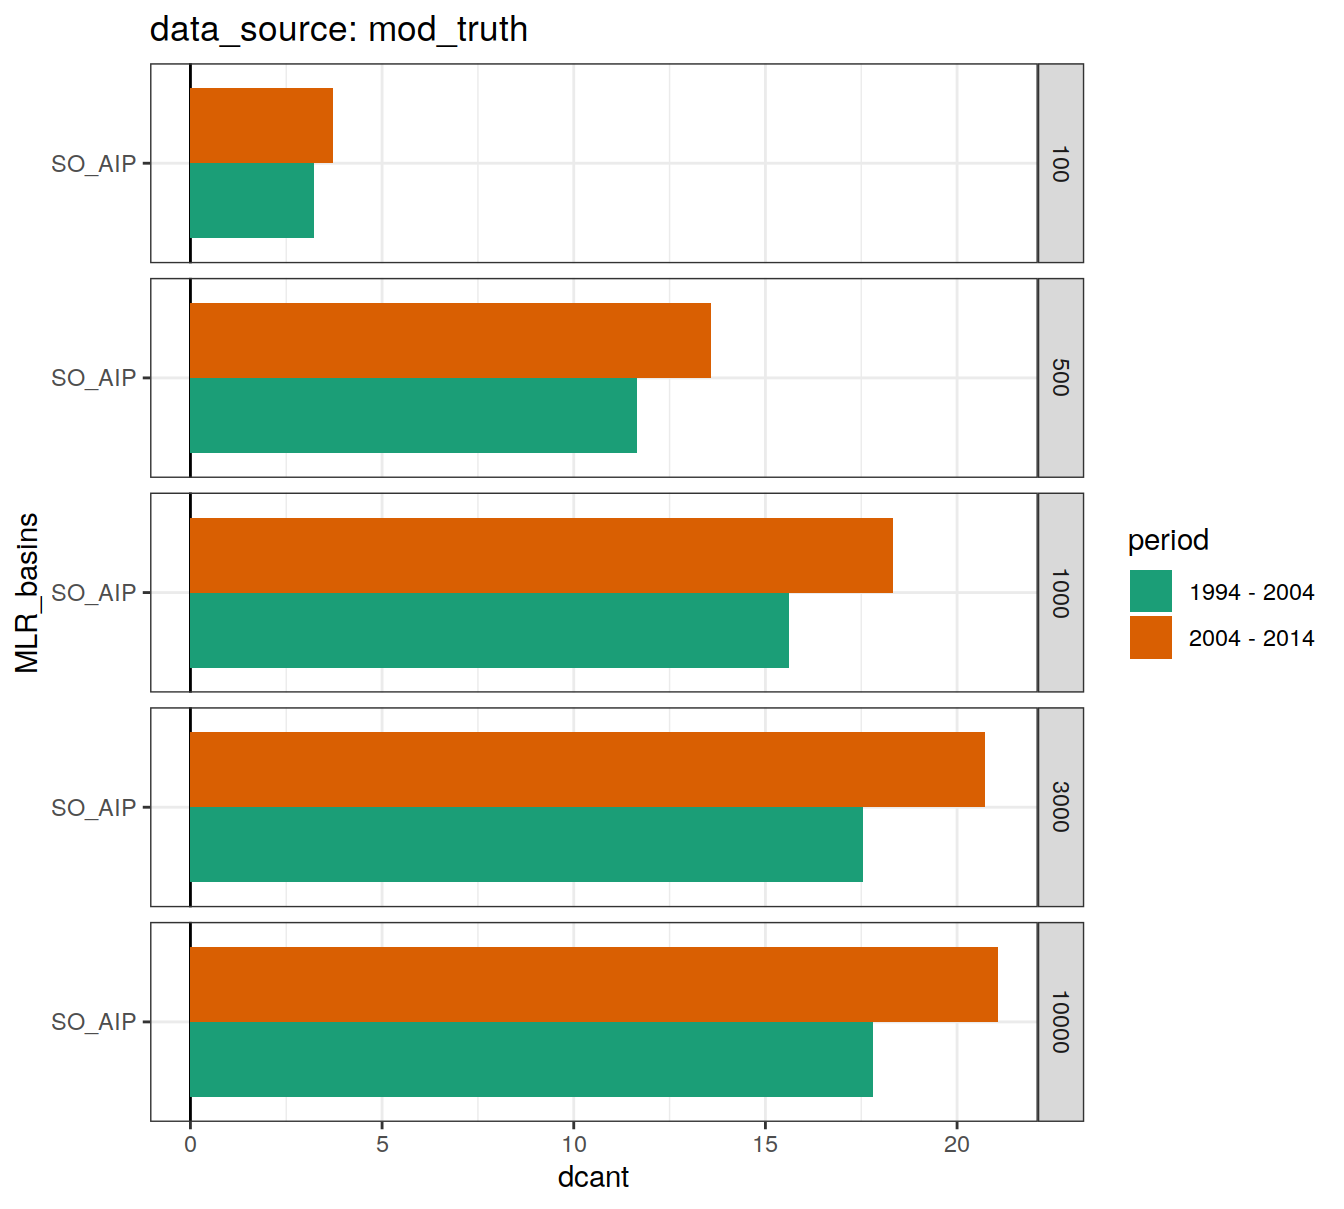 data_source: mod_truth
SO_AIP
100
SO_AIP
500
SO_AIP
1000
SO_AIP
3000
SO_AIP
10000
MLR_basins
0 5 10 15 20
dcant
period
1994 - 2004
2004 - 2014